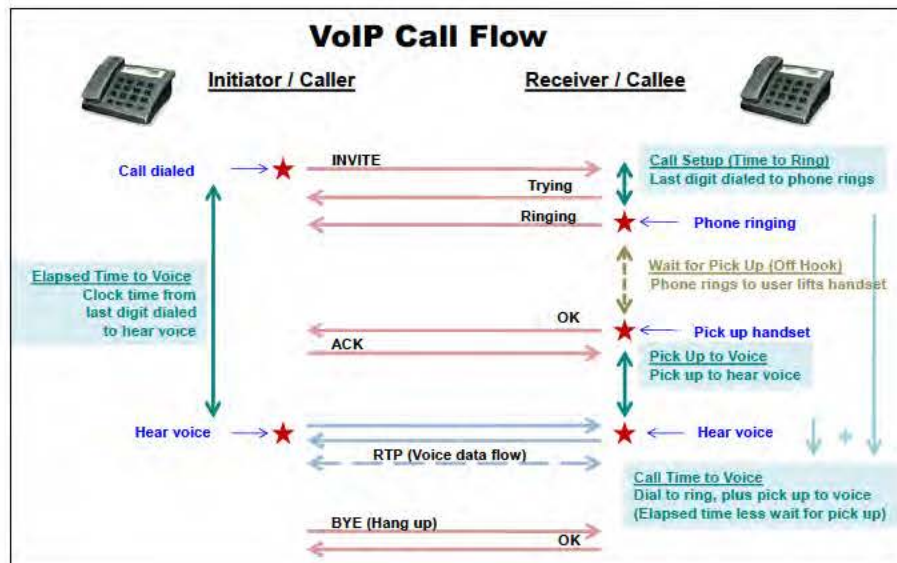 VoIP Call Flow
Initiator / Caller
Receiver / Callee
INVITE
Call dialed
Call Setup (Time to Ring)
Last digit dialed to phone rings
Trying
Ringing
Phone ringing
Elapsed Time to Voice
Clock time from
last digit dialed
to hear voice
Wait for Pick Up (Off Hook)
Phone rings to user lifts handset
OK
Pick up handset
ACK
Pick Up to Voice
Pick up to hear voice
Hear voice
Hear voice
+
RTP (Voice data flow)
Call Time to Voice
Dial to ring, plus pick up to voice
(Elapsed time less wait for pick up)
BYE (Hang up)
OK